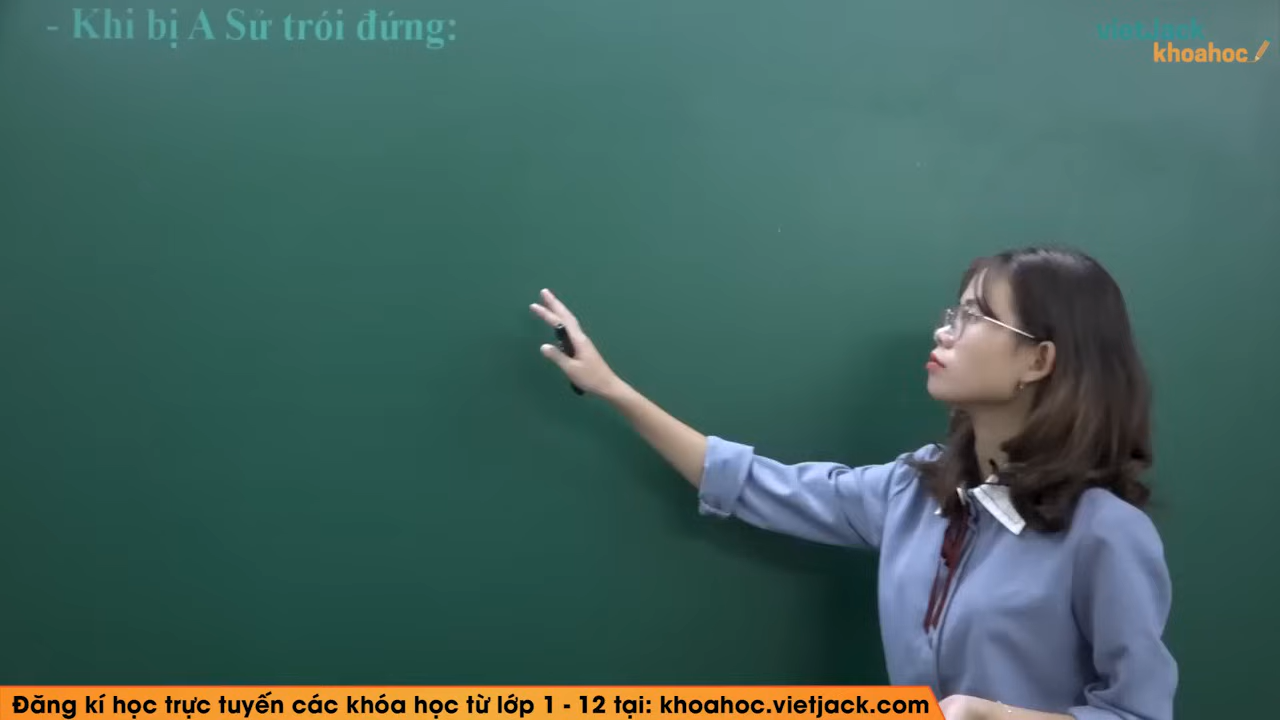 - Khi bị A Sử trói đứng:
vietjack
khoahoc
Đăng kí học trực tuyến các khóa học từ lớp 1 - 12 tại: khoahoc.vietjack.com